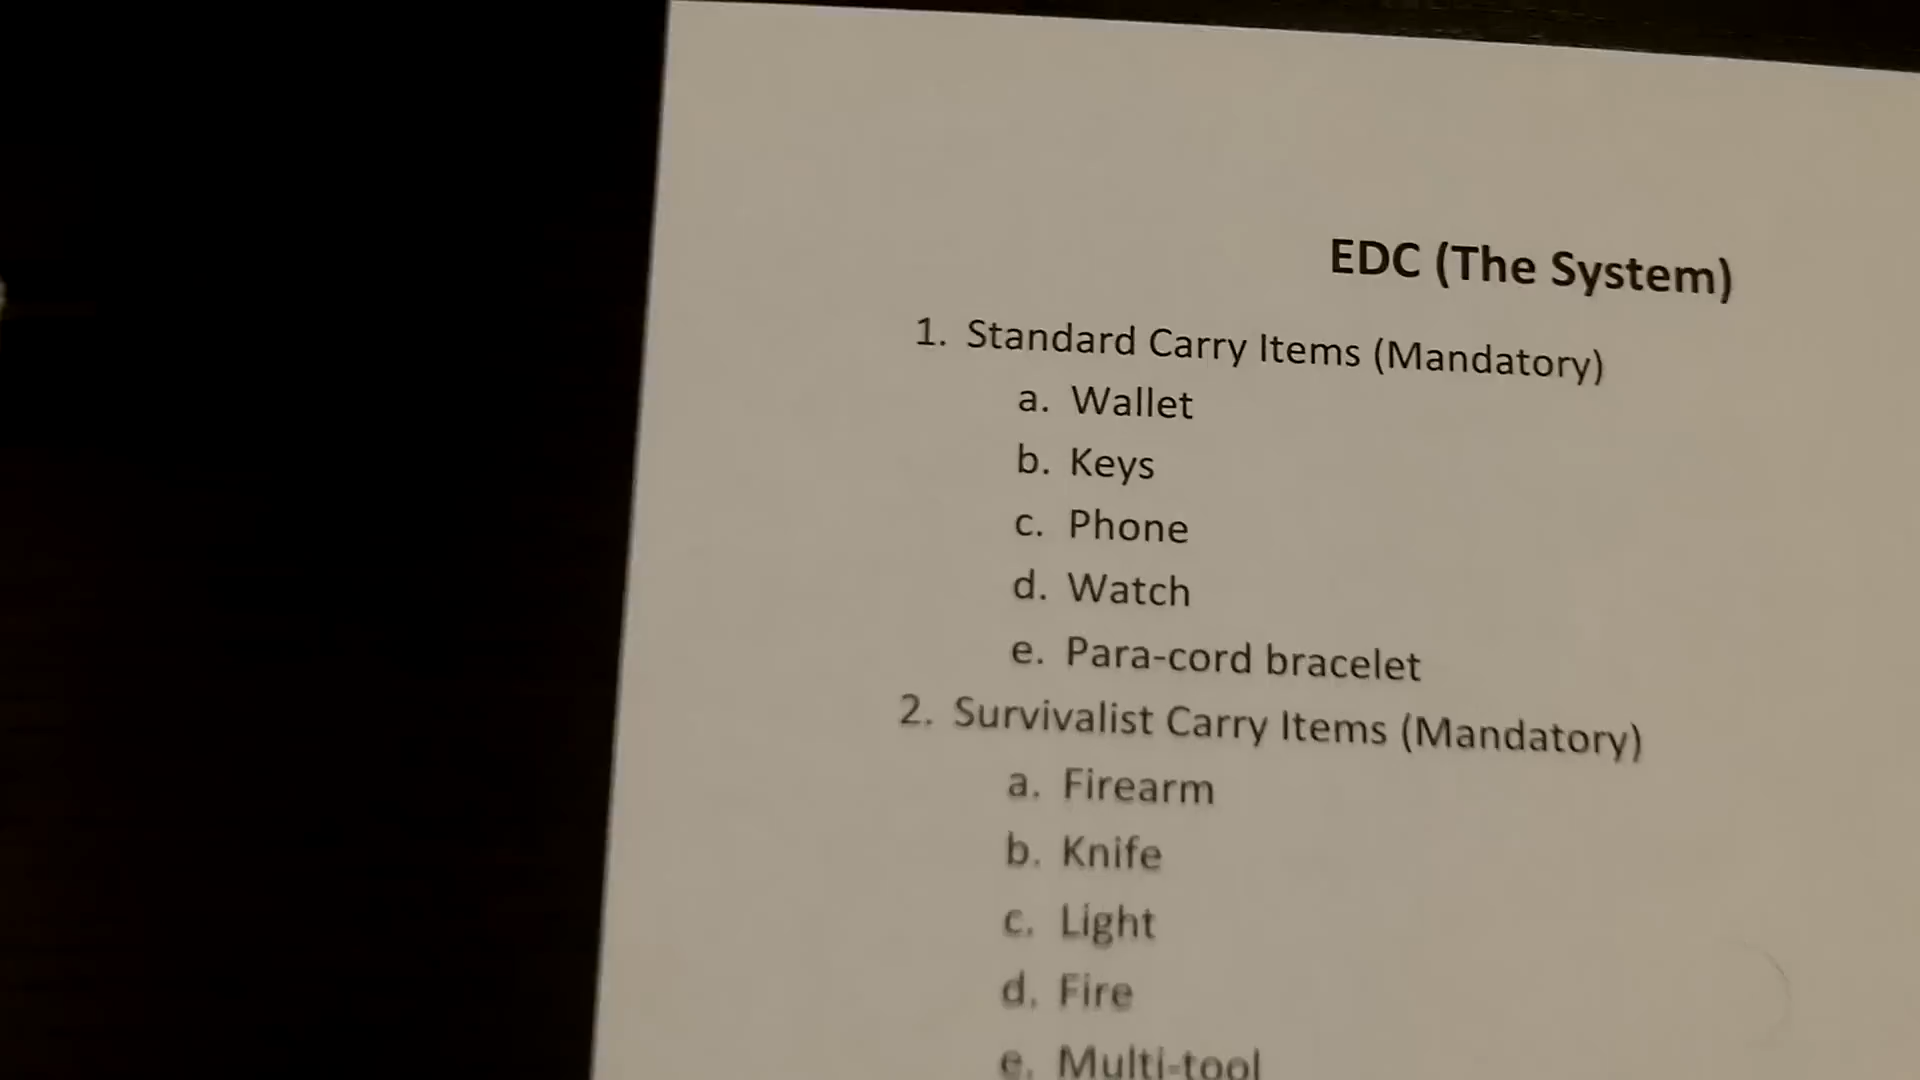 EDC (The System)
1. Standard Carry Items (Mandatory)
a. Wallet
b. Keys
c. Phone
d. Watch
e. Para-cord bracelet
2. Survivalist Carry Items (Mandatory)
a. Firearm
b. Knife
c. Light
d. Fire
e. Multi-tool